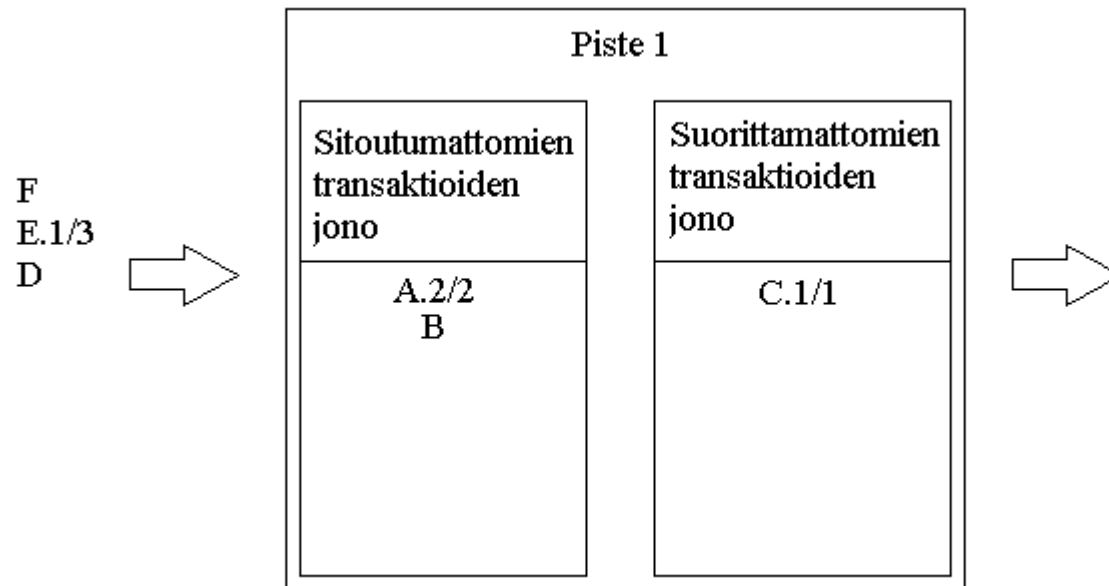 Piste 1
F
E.1/3
D
Sitoutumattomien
transaktioiden
jono
A.2/2
B
Suorittamattomien
transaktioiden
jono
C.1/1